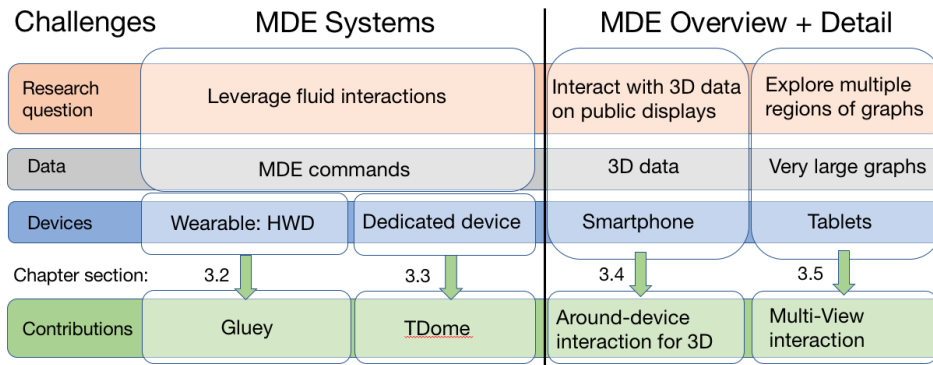 Challenges MDE Systems MDE Overview + Detail
Research question
Leverage fluid interactions
Interact with 3D data
on public displays
Explore multiple
regions of graphs
Data MDE commands 3D data Very large graphs
Devices Wearable: HWD Dedicated device Smartphone Tablets
Chapter section: 3.2 3.3 3.4 3.5
Contributions Gluey TDome
Around-device
interaction for 3D
Multi-View
interaction